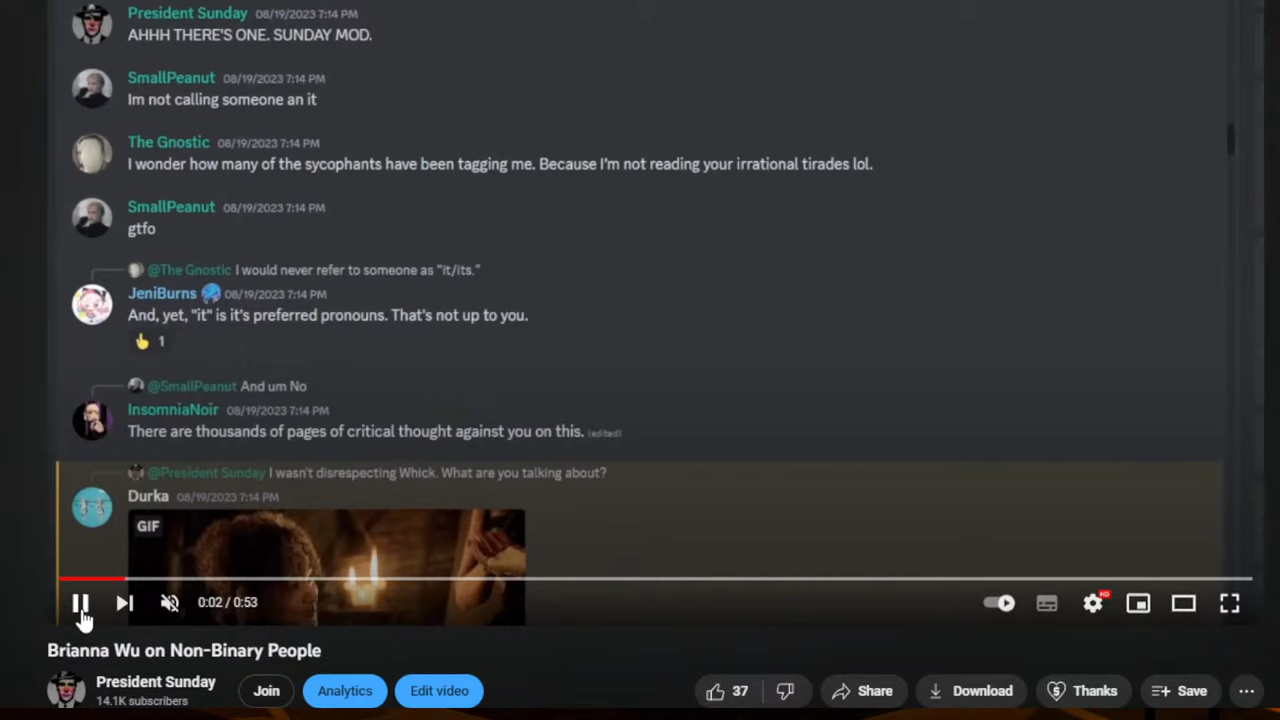 President Sunday 08/19/2023 7:14 PM
AHHH THERE'S ONE. SUNDAY MOD.
SmallPeanut 08/19/2023 7:14 PM
Im not calling someone an it
The Gnostic 08/19/2023 7:14 PM
I wonder how many of the sycophants have been tagging me. Because I'm not reading your irrational tirades lol.
SmallPeanut 08/19/2023 7:14 PM
gtfo
@The Gnostic I would never refer to someone as "it/its."
JeniBurns 08/19/2023 7:14 PM
And, yet, "it" is it's preferred pronouns. That's not up to you.
1
@SmallPeanut And um No
InsomniaNoir 08/19/2023 7:14 PM
There are thousands of pages of critical thought against you on this. (edited)
@President Sunday I wasn't disrespecting Whick. What are you talking about?
Durka 08/19/2023 7:14 PM
GIF
0:02 / 0:53
HD
Brianna Wu on Non-Binary People
President Sunday
14.1K subscribers
Join
Analytics
Edit video
37
Share
Download
Thanks
Save